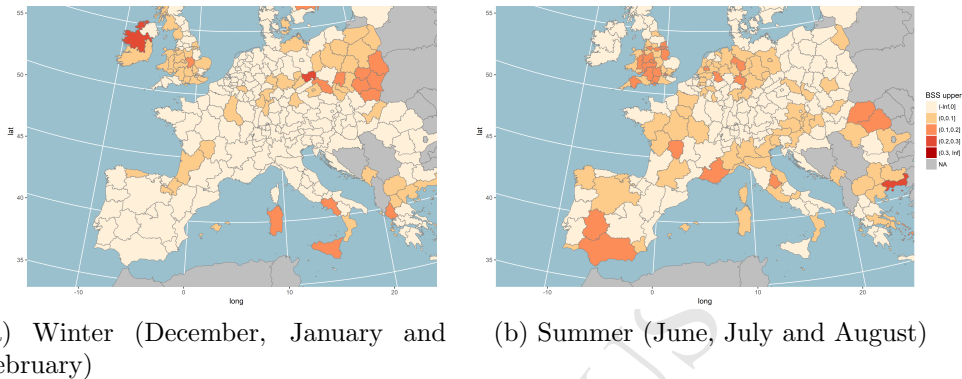 55
50
45
40
35
lat
-10
0
10
20
long
55
50
45
40
35
lat
-10
0
10
20
long
BSS upper
(-Inf,0]
(0,0.1]
(0.1,0.2]
(0.2,0.3]
(0.3, Inf]
NA
) Winter (December, January and
ebruary)
(b) Summer (June, July and August)
US